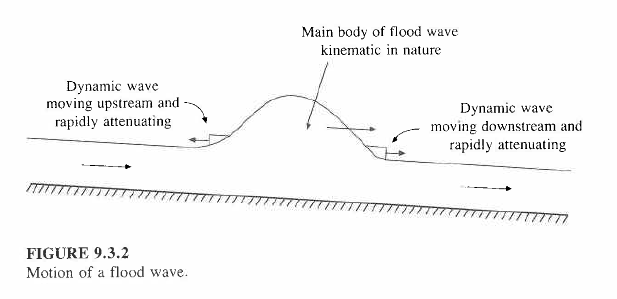 Main body of flood wave
kinematic in nature
Dynamic wave
moving upstream and
rapidly attenuating
Dynamic wave
moving downstream and
rapidly attenuating
FIGURE 9.3.2
Motion of a flood wave.